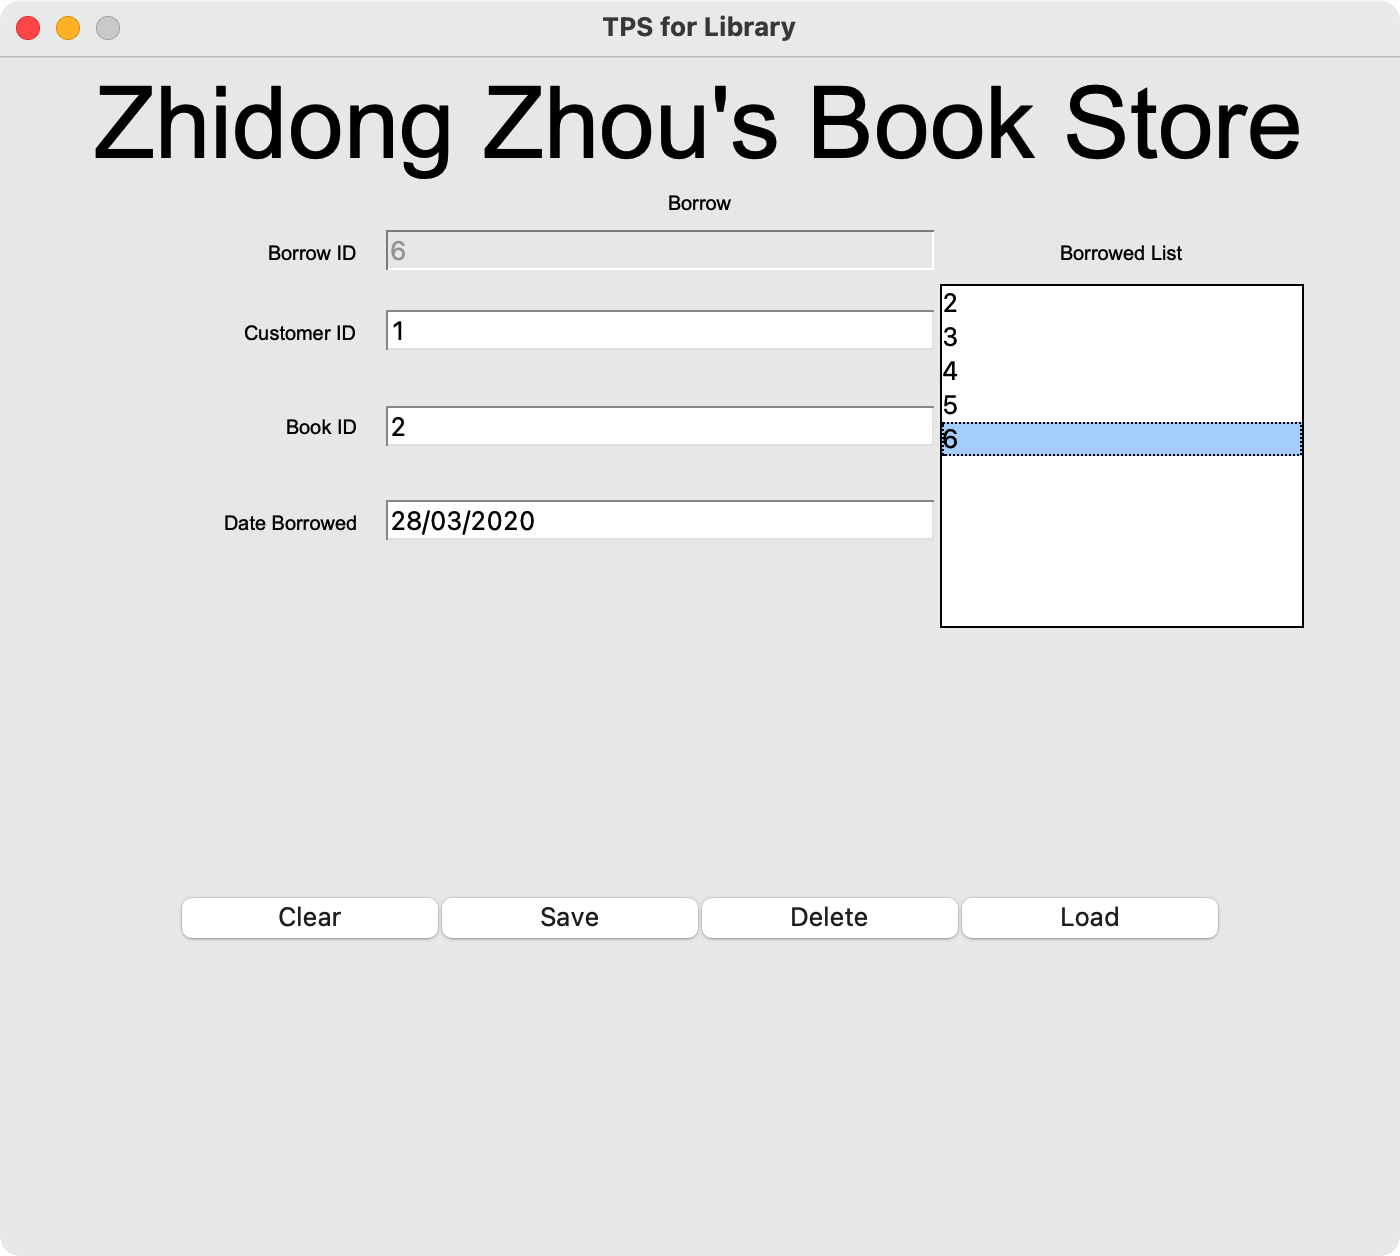 TPS for Library
Zhidong Zhou's Book Store
Borrow
Borrow ID
6
Borrowed List
Customer ID
1
Book ID
2
Date Borrowed
28/03/2020
2
3
4
5
6
Clear
Save
Delete
Load